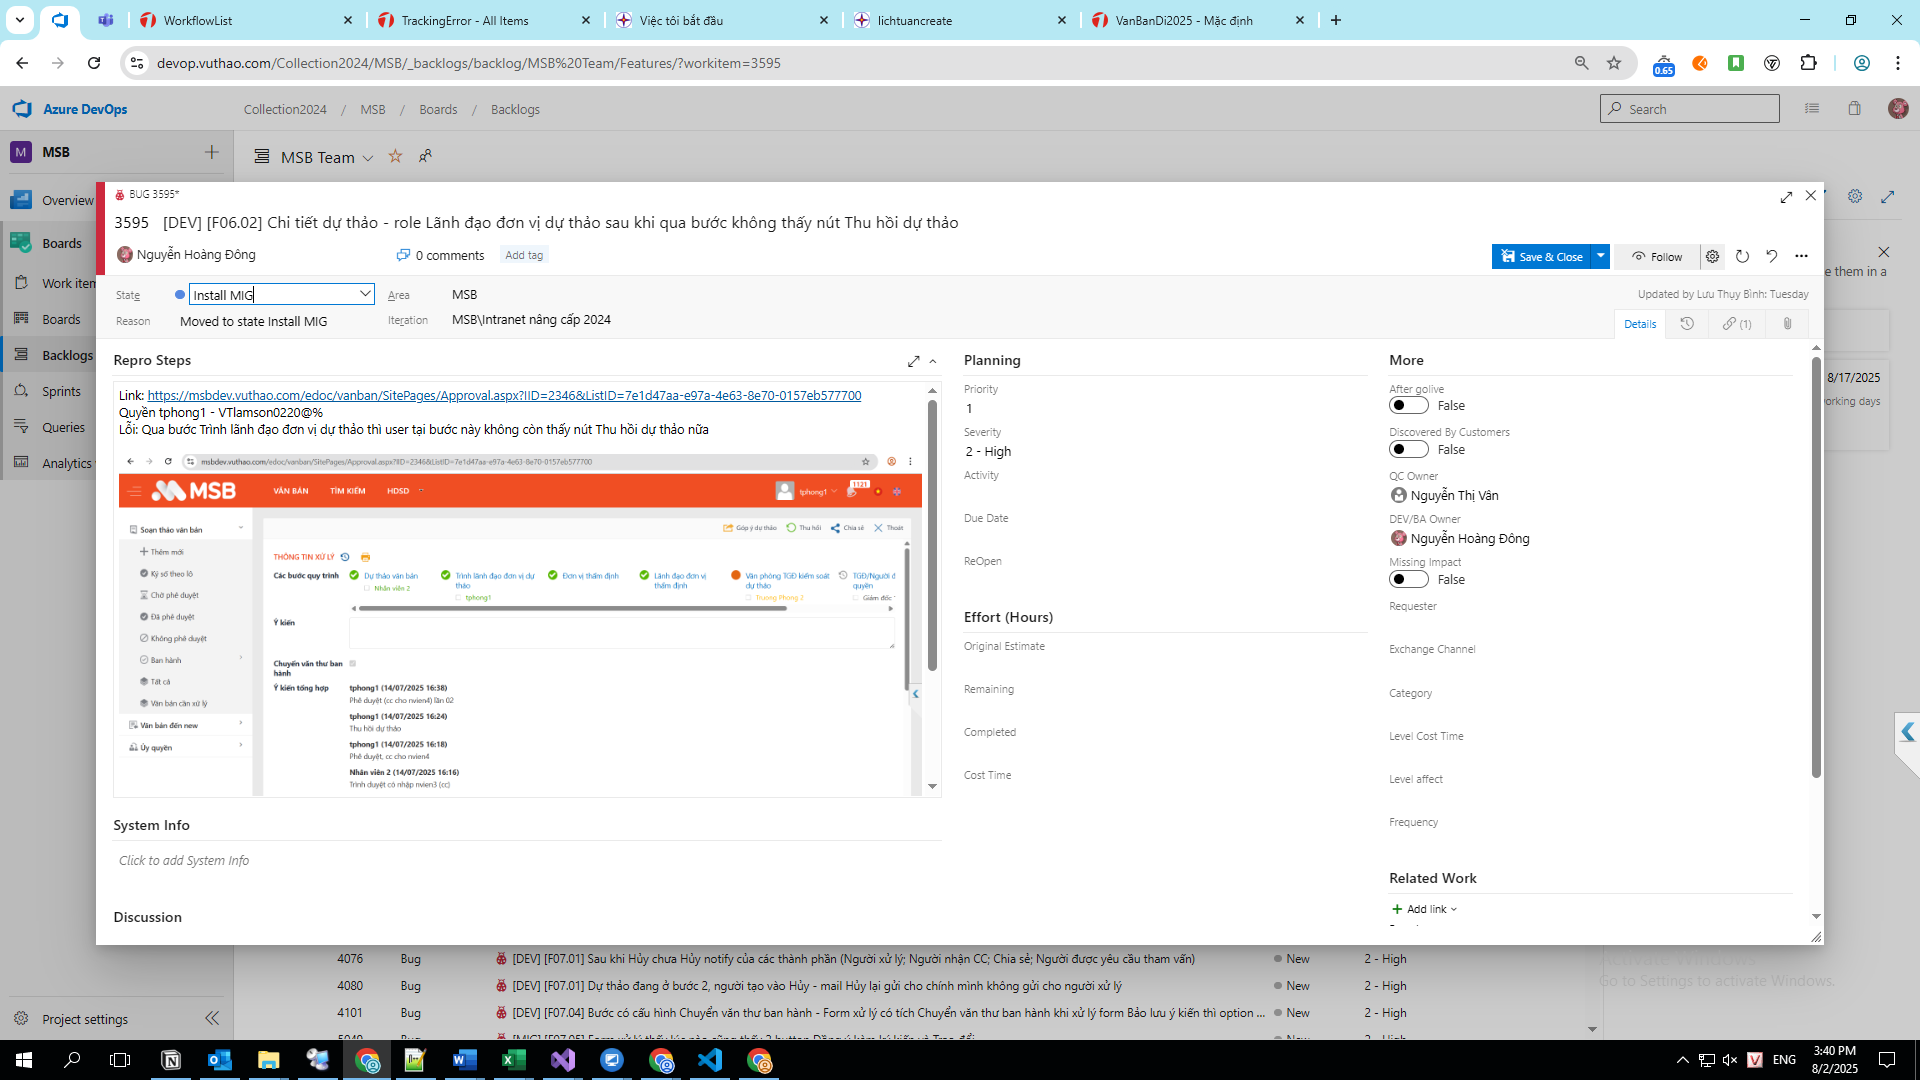 WorkflowList
TrackingError - All Items
Việc tôi bắt đầu
lichtuancreate
VanBanDi2025 - Mặc định
devop.vuthao.com/Collection2024/MSB/_backlogs/backlog/MSB%20Team/Features/?workitem=3595
0.65
Azure DevOps
Collection2024 / MSB / Boards / Backlogs
Search
M MSB
MSB Team
Overview
Boards
Work item
Boards
Backlogs
Sprints
Queries
Analytics
Project settings
BUG 3595*
3595 [DEV] [F06.02] Chi tiết dự thảo - role Lãnh đạo đơn vị dự thảo sau khi qua bước không thấy nút Thu hồi dự thảo
Nguyễn Hoàng Đông
0 comments
Add tag
Save & Close
Follow
State
Install MIG
Area
MSB
Reason
Moved to state Install MIG
Iteration
MSB\Intranet nâng cấp 2024
Updated by Lưu Thụy Bình: Tuesday
Details
(1)
Repro Steps
Link: https://msbdev.vuthao.com/edoc/vanban/SitePages/Approval.aspx?IID=2346&ListID=7e1d47aa-e97a-4e63-8e70-0157eb577700
Quyền tphong1 - VTlamson0220@%
Lỗi: Qua bước Trình lãnh đạo đơn vị dự thảo thì user tại bước này không còn thấy nút Thu hồi dự thảo nữa
msbdev.vuthao.com/edoc/vanban/SitePages/Approval.aspx?IID=2346&ListID=7e1d47aa-e97a-4e63-8e70-0157eb577700
MSB
VĂN BẢN
TÌM KIẾM
HDSD
tphong1
1121
Soạn thảo văn bản
Thêm mới
Ký số theo lô
Chờ phê duyệt
Đã phê duyệt
Không phê duyệt
Ban hành
Tất cả
Văn bản cần xử lý
Văn bản đến new
Ủy quyền
Góp ý dự thảo
Thu hồi
Chia sẻ
Thoát
THÔNG TIN XỬ LÝ
Các bước quy trình
Dự thảo văn bản
Nhân viên 2
Trình lãnh đạo đơn vị dự thảo
tphong1
Đơn vị thẩm định
Lãnh đạo đơn vị thẩm định
Văn phòng TGĐ kiểm soát dự thảo
Trưởng Phòng 2
TGĐ/Người đ
quyền
Giám đốc
Ý kiến
Chuyển văn thư ban hành
Ý kiến tổng hợp
tphong1 (14/07/2025 16:38)
Phê duyệt (cc cho nvien4) lần 02
tphong1 (14/07/2025 16:24)
Thu hồi dự thảo
tphong1 (14/07/2025 16:18)
Phê duyệt, cc cho nvien4
Nhân viên 2 (14/07/2025 16:16)
Trình duyệt có nhập nvien3 (cc)
System Info
Click to add System Info
Discussion
Planning
Priority
1
Severity
2 - High
Activity
Due Date
ReOpen
Effort (Hours)
Original Estimate
Remaining
Completed
Cost Time
More
After golive
False
Discovered By Customers
False
QC Owner
Nguyễn Thị Vân
DEV/BA Owner
Nguyễn Hoàng Đông
Missing Impact
False
Requester
Exchange Channel
Category
Level Cost Time
Level affect
Frequency
Related Work
Add link
e them in a
8/17/2025
orking days
4076 Bug [DEV] [F07.01] Sau khi Hủy chưa Hủy notify của các thành phần (Người xử lý; Người nhận CC; Chia sẻ; Người được yêu cầu tham vấn) New 2 - High
4080 Bug [DEV] [F07.01] Dự thảo đang ở bước 2, người tạo vào Hủy - mail Hủy lại gửi cho chính mình không gửi cho người xử lý New 2 - High
4101 Bug [DEV] [F07.04] Bước có cấu hình Chuyển văn thư ban hành - Form xử lý có tích Chuyển văn thư ban hành khi xử lý form Bảo lưu ý kiến thì option ... New 2 - High
Activate Windows
Go to Settings to activate Windows.
ENG
3:40 PM
8/2/2025